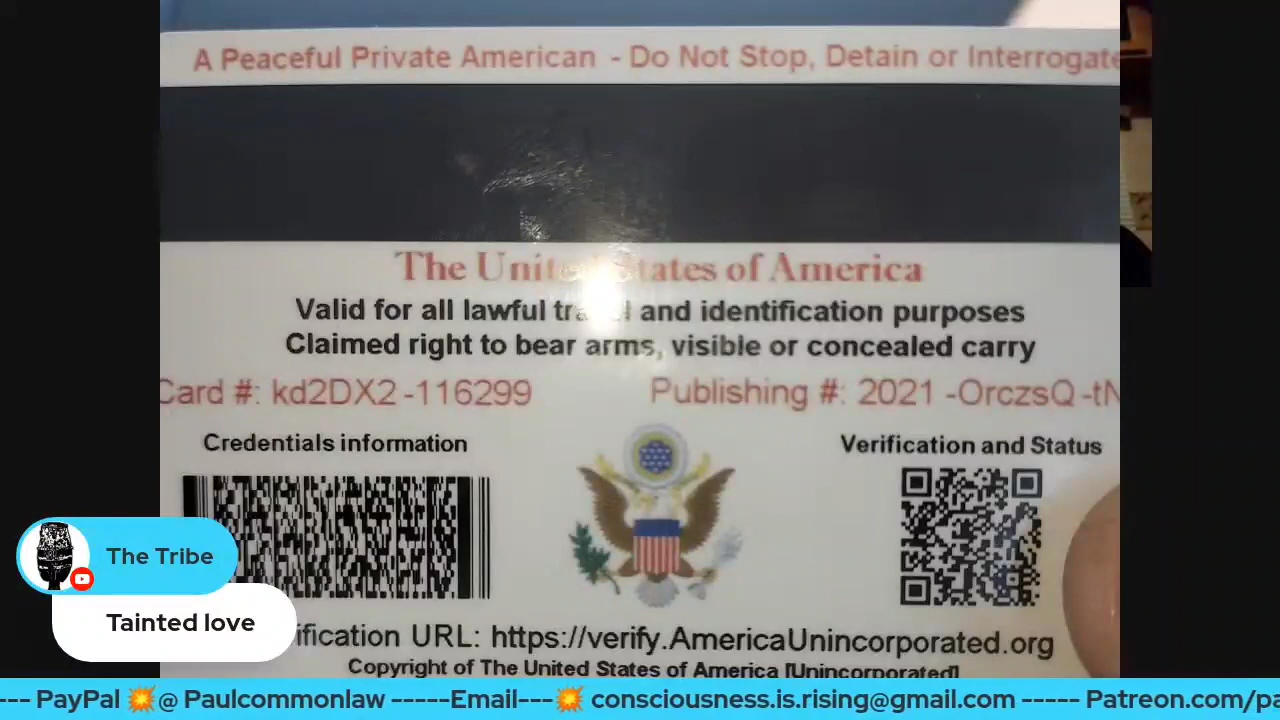 A Peaceful Private American - Do Not Stop, Detain or Interrogate
The United States of America
Valid for all lawful travel and identification purposes
Claimed right to bear arms, visible or concealed carry
Card #: kd2DX2-116299 Publishing #: 2021 -OrczsQ-tN
Credentials information
Verification and Status
The Tribe
Tainted love
ification URL: https://verify.AmericaUnincorporated.org
Copyright of The United States of America [Unincorporated]
--- PayPal 💥@ Paulcommonlaw -----Email---💥 consciousness.is.rising@gmail.com ----- Patreon.com/pa